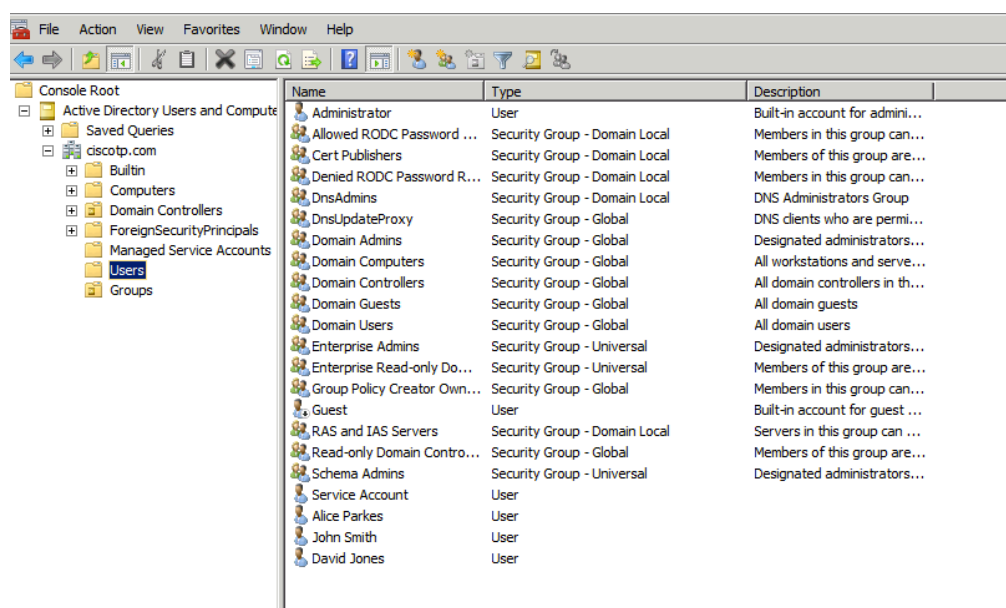 File Action View Favorites Window Help
Console Root
Active Directory Users and Compute
Saved Queries
ciscotp.com
Builtin
Computers
Domain Controllers
ForeignSecurityPrincipals
Managed Service Accounts
Users
Groups
Name Type Description
Administrator User Built-in account for admini...
Allowed RODC Password ... Security Group - Domain Local Members in this group can...
Cert Publishers Security Group - Domain Local Members of this group are...
Denied RODC Password R... Security Group - Domain Local Members in this group can...
DnsAdmins Security Group - Domain Local DNS Administrators Group
DnsUpdateProxy Security Group - Global DNS clients who are permi...
Domain Admins Security Group - Global Designated administrators...
Domain Computers Security Group - Global All workstations and serve...
Domain Controllers Security Group - Global All domain controllers in th...
Domain Guests Security Group - Global All domain guests
Domain Users Security Group - Global All domain users
Enterprise Admins Security Group - Universal Designated administrators...
Enterprise Read-only Do... Security Group - Universal Members of this group are...
Group Policy Creator Own... Security Group - Global Members in this group can...
Guest User Built-in account for guest ...
RAS and IAS Servers Security Group - Domain Local Servers in this group can ...
Read-only Domain Contro... Security Group - Global Members of this group are...
Schema Admins Security Group - Universal Designated administrators...
Service Account User
Alice Parkes User
John Smith User
David Jones User